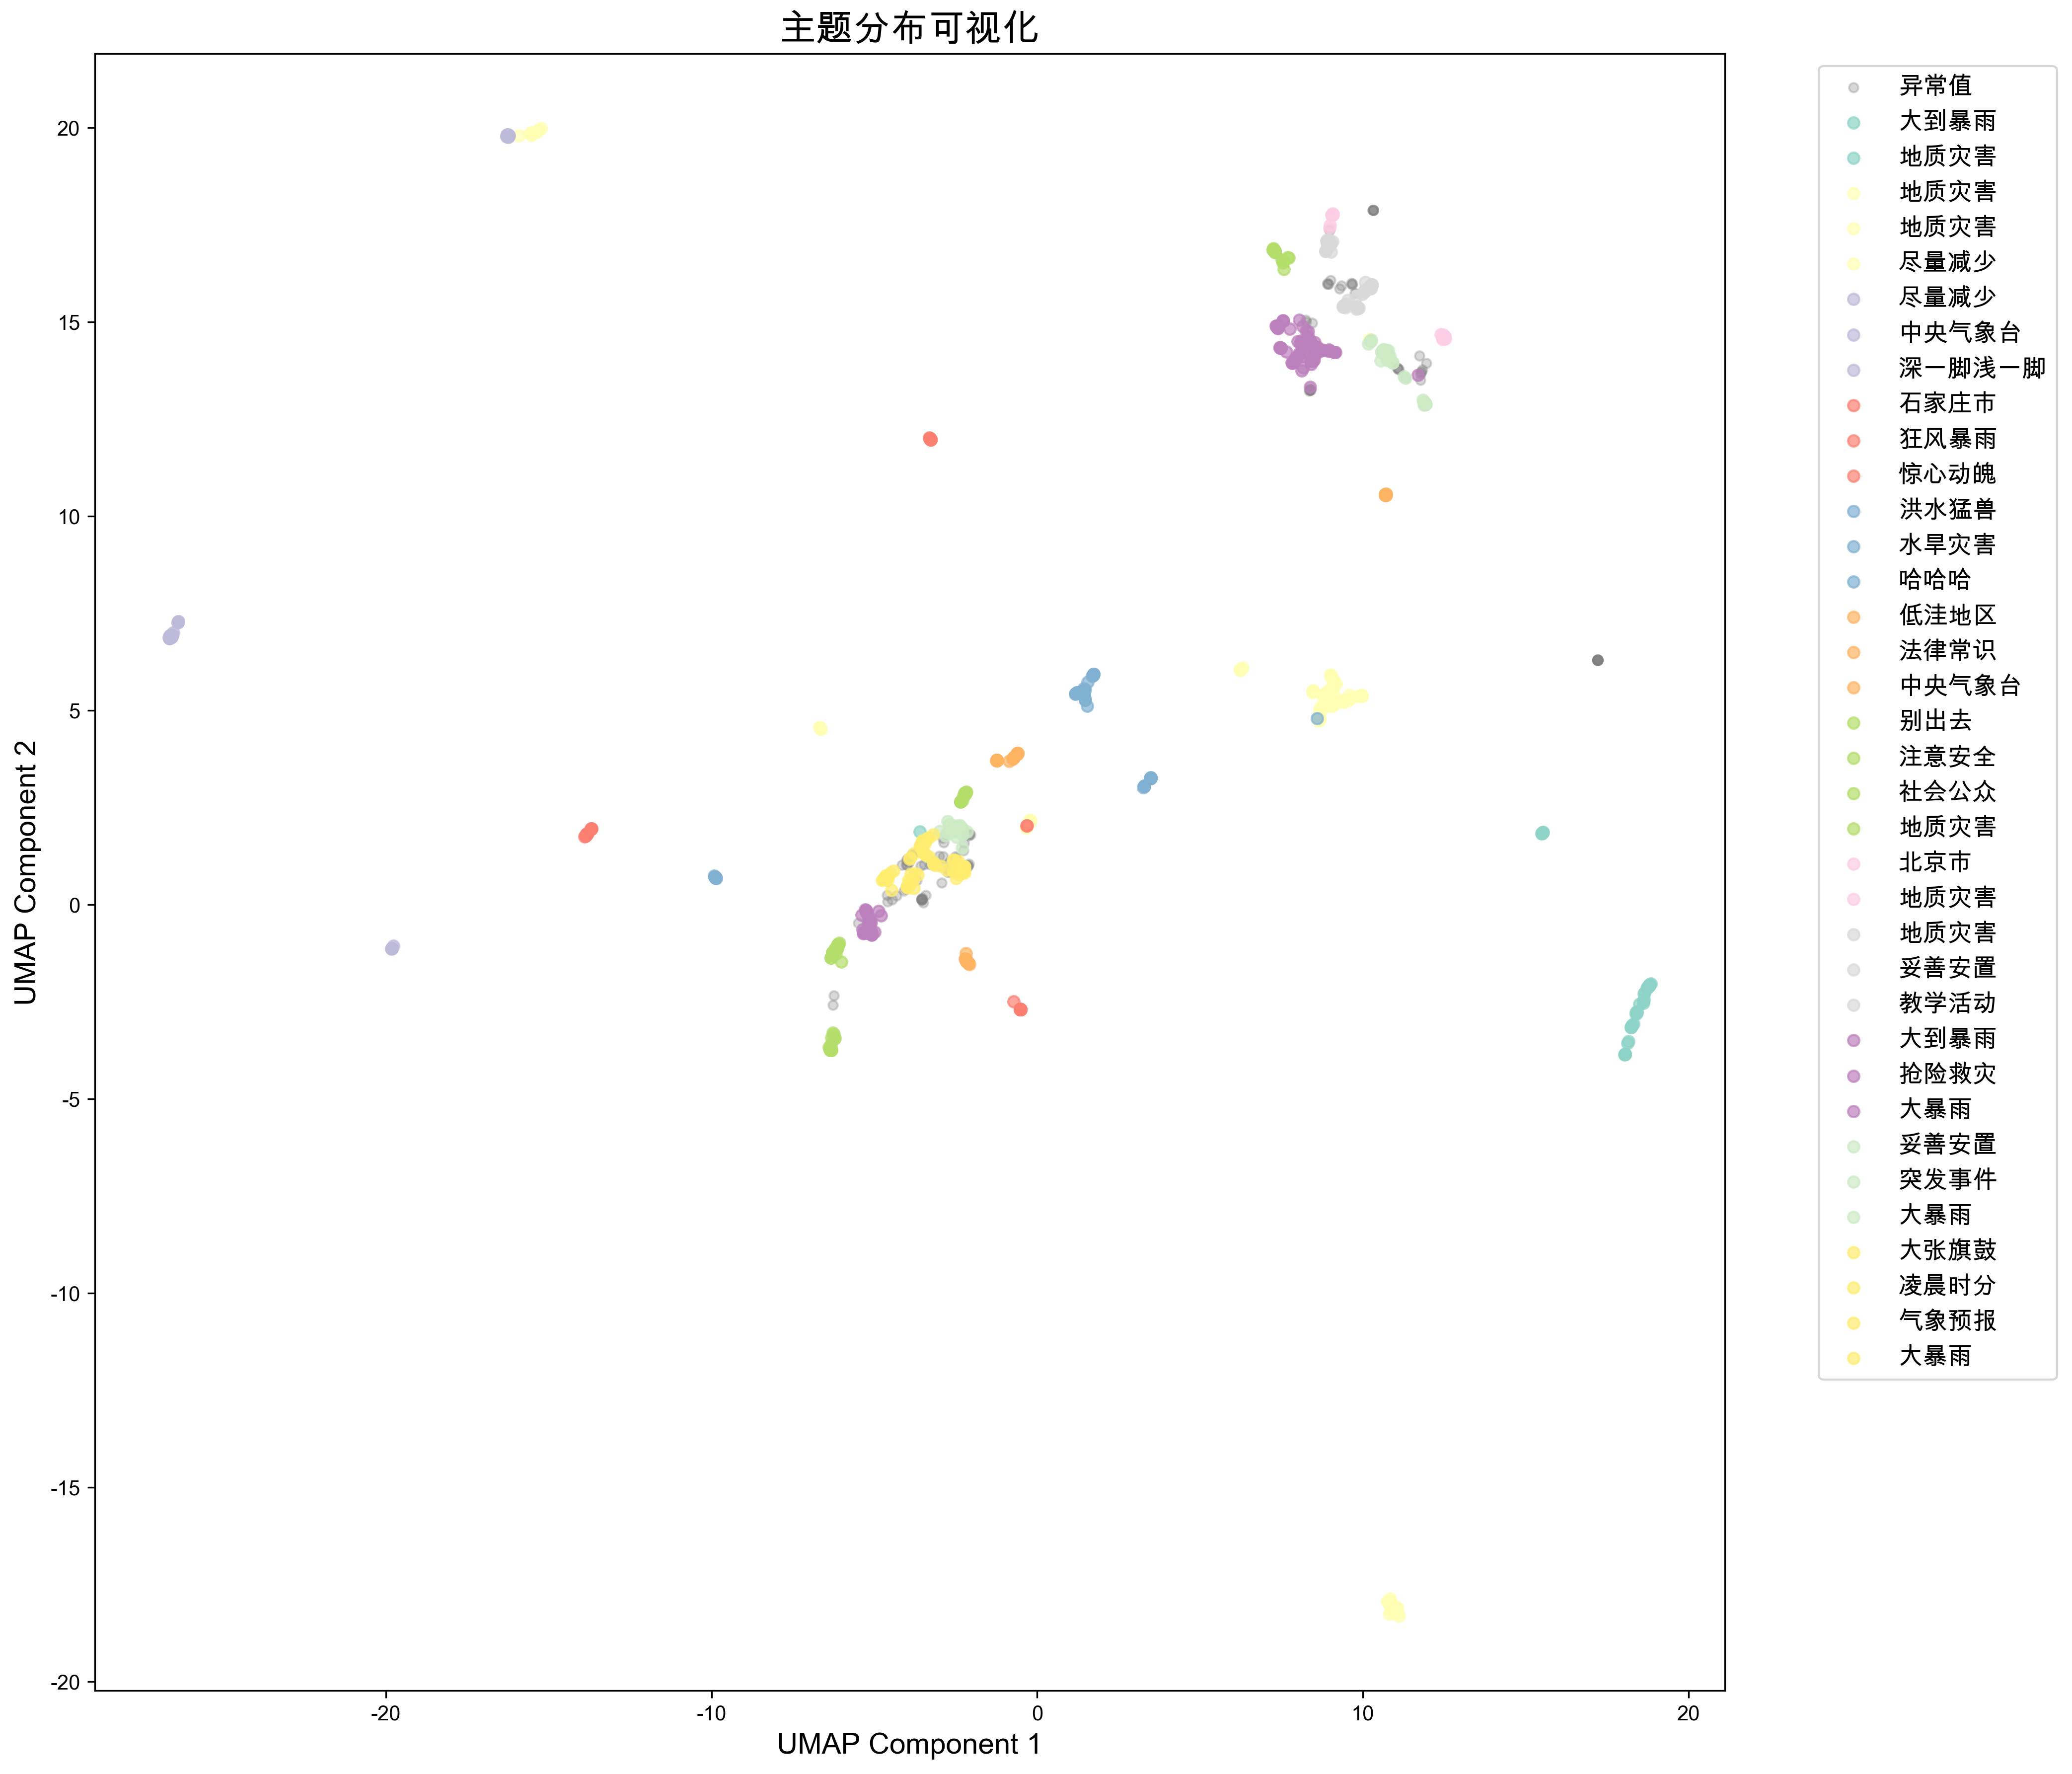 主题分布可视化
20
15
10
5
0
-5
-10
-15
-20
UMAP Component 2
-20
-10
0
10
20
UMAP Component 1
异常值
大到暴雨
地质灾害
地质灾害
地质灾害
尽量减少
尽量减少
中央气象台
深一脚浅一脚
石家庄市
狂风暴雨
惊心动魄
洪水猛兽
水旱灾害
哈哈哈
低洼地区
法律常识
中央气象台
别出去
注意安全
社会公众
地质灾害
北京市
地质灾害
地质灾害
妥善安置
教学活动
大到暴雨
抢险救灾
大暴雨
妥善安置
突发事件
大暴雨
大张旗鼓
凌晨时分
气象预报
大暴雨